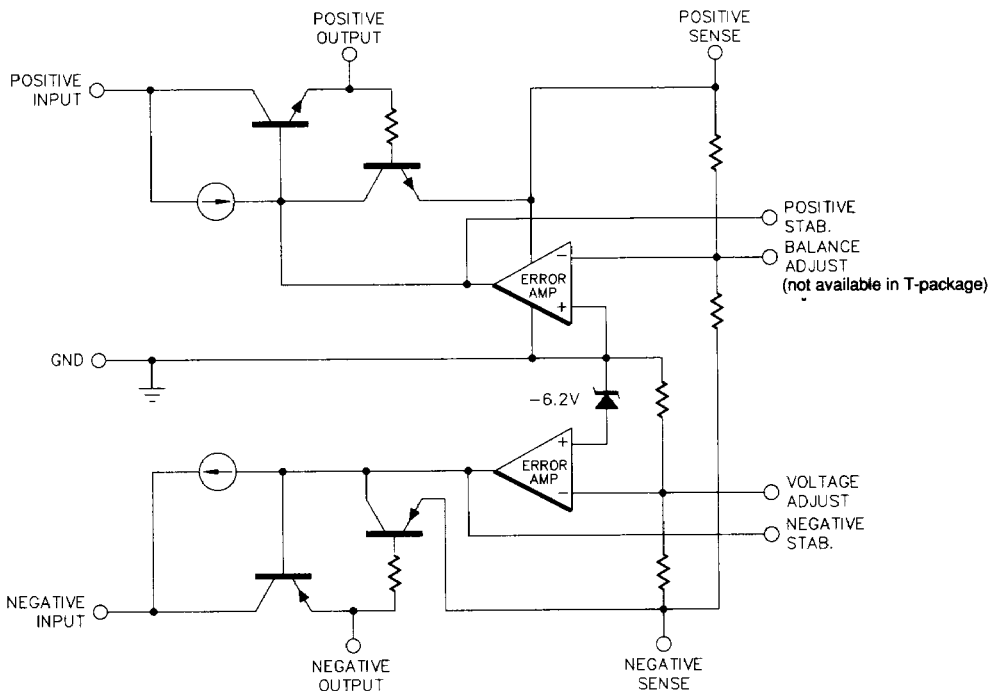 POSITIVE
OUTPUT
POSITIVE
SENSE
POSITIVE
INPUT
POSITIVE
STAB.
BALANCE
ADJUST
(not available in T-package)
−
ERROR
AMP
+
GND
−6.2V
+
ERROR
AMP
−
VOLTAGE
ADJUST
NEGATIVE
STAB.
NEGATIVE
INPUT
NEGATIVE
OUTPUT
NEGATIVE
SENSE